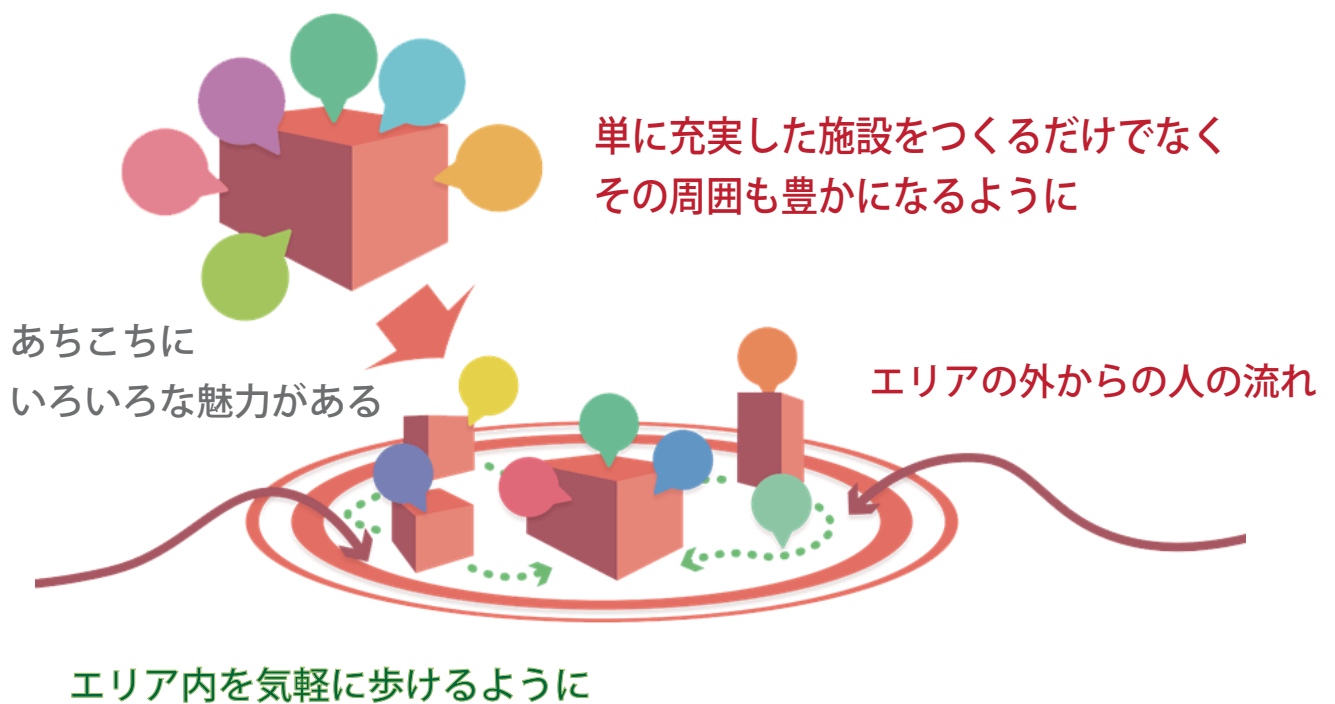 単に充実した施設をつくるだけでなく
その周囲も豊かになるように
あちこちに
いろいろな魅力がある
エリアの外からの人の流れ
エリア内を気軽に歩けるように